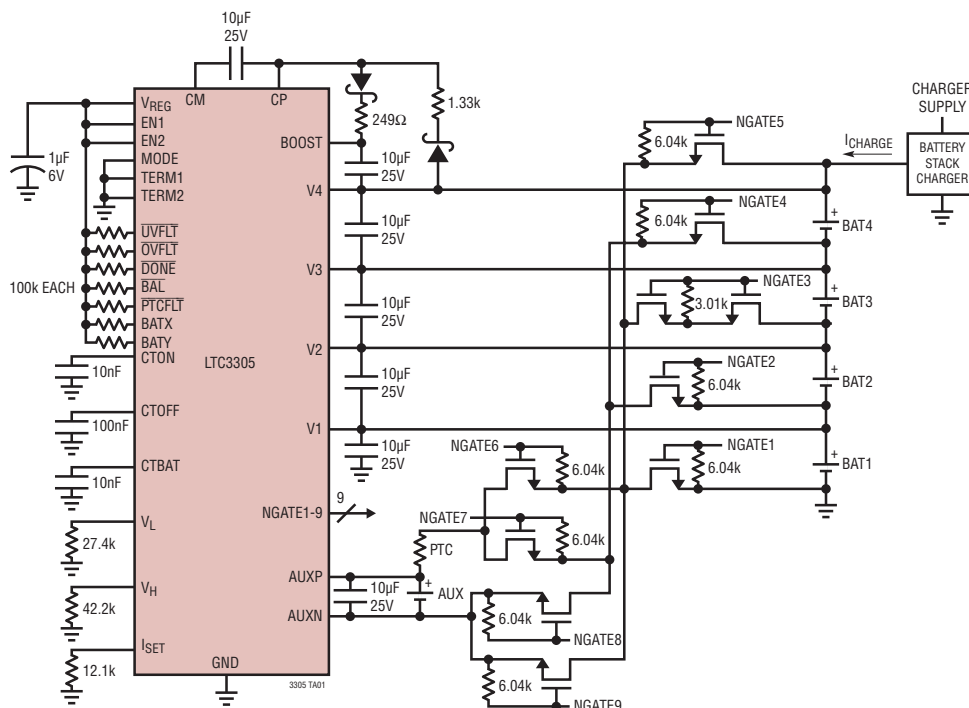 10µF
25V
CM
CP
VREG
EN1
EN2
MODE
TERM1
TERM2
UVFLT
OVFLT
DONE
BAL
PTCFLT
BATX
BATY
CTON
CTOFF
CTBAT
VL
VH
ISET
GND
LTC3305
BOOST
V4
V3
V2
V1
NGATE1-9
AUXP
AUXN
3305 TA01
1µF
6V
100k EACH
10nF
100nF
10nF
27.4k
42.2k
12.1k
249Ω
1.33k
10µF
25V
10µF
25V
10µF
25V
10µF
25V
10µF
25V
9
10µF
25V
PTC
+
AUX
NGATE5
6.04k
NGATE4
6.04k
NGATE3
3.01k
NGATE2
6.04k
NGATE1
6.04k
NGATE6
6.04k
NGATE7
6.04k
6.04k
NGATE8
6.04k
NGATE9
ICHARGE
CHARGER
SUPPLY
BATTERY
STACK
CHARGER
+
BAT4
+
BAT3
+
BAT2
+
BAT1